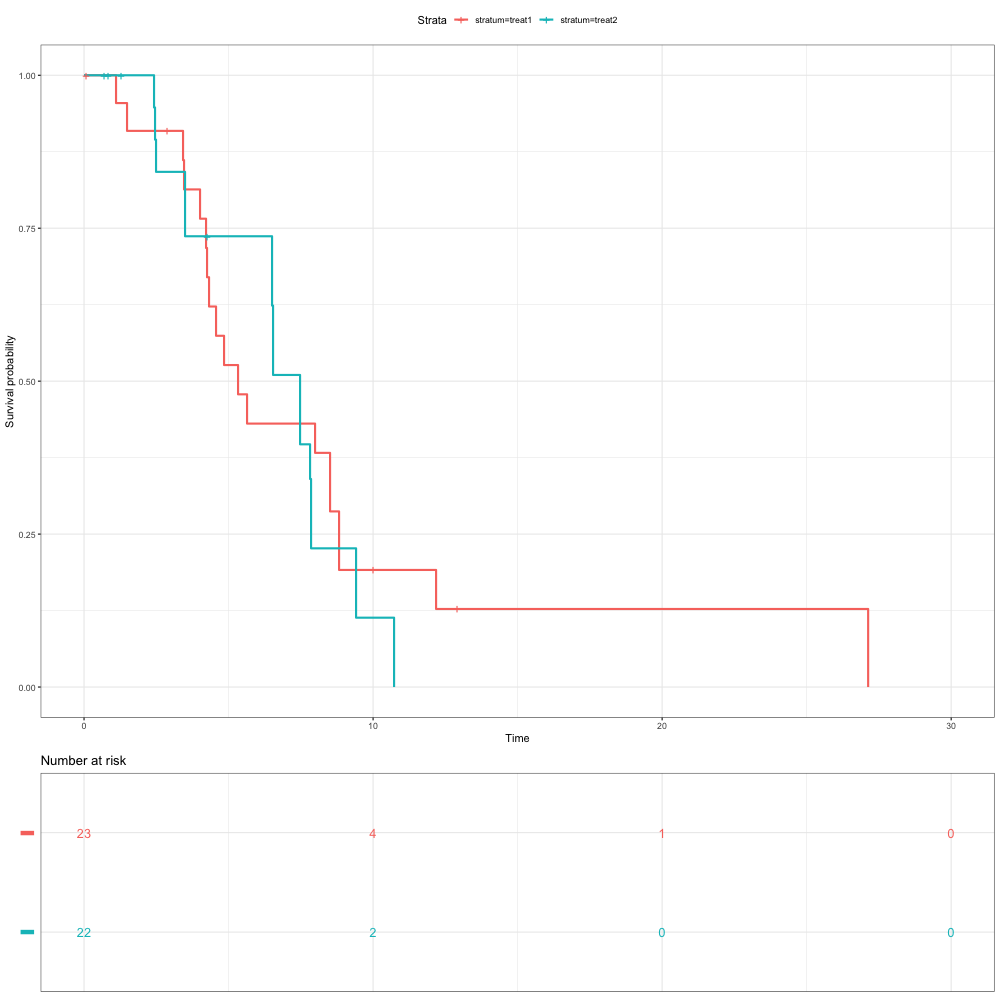 Strata stratum=treat1 stratum=treat2
1.00
0.75
0.50
0.25
0.00
Survival probability
0 10 20 30
Time
Number at risk
23 4 1 0
22 2 0 0